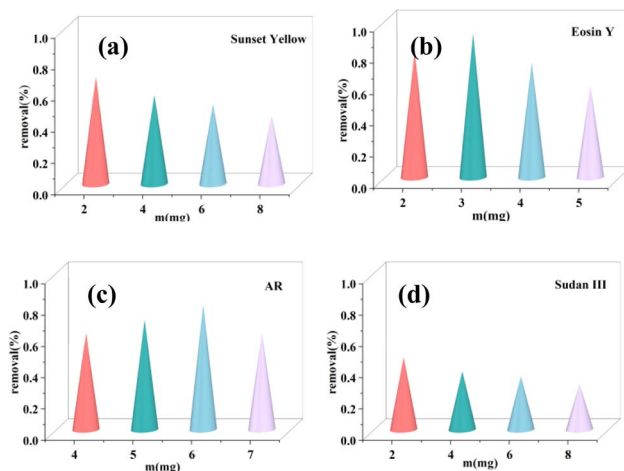 (a)
Sunset Yellow
removal(%)
1.0
0.8
0.6
0.4
0.2
0.0
2 4 6 8
m(mg)
(b)
Eosin Y
removal(%)
1.0
0.8
0.6
0.4
0.2
0.0
2 3 4 5
m(mg)
(c)
AR
removal(%)
1.0
0.8
0.6
0.4
0.2
0.0
4 5 6 7
m(mg)
(d)
Sudan III
removal(%)
1.0
0.8
0.6
0.4
0.2
0.0
2 4 6 8
m(mg)